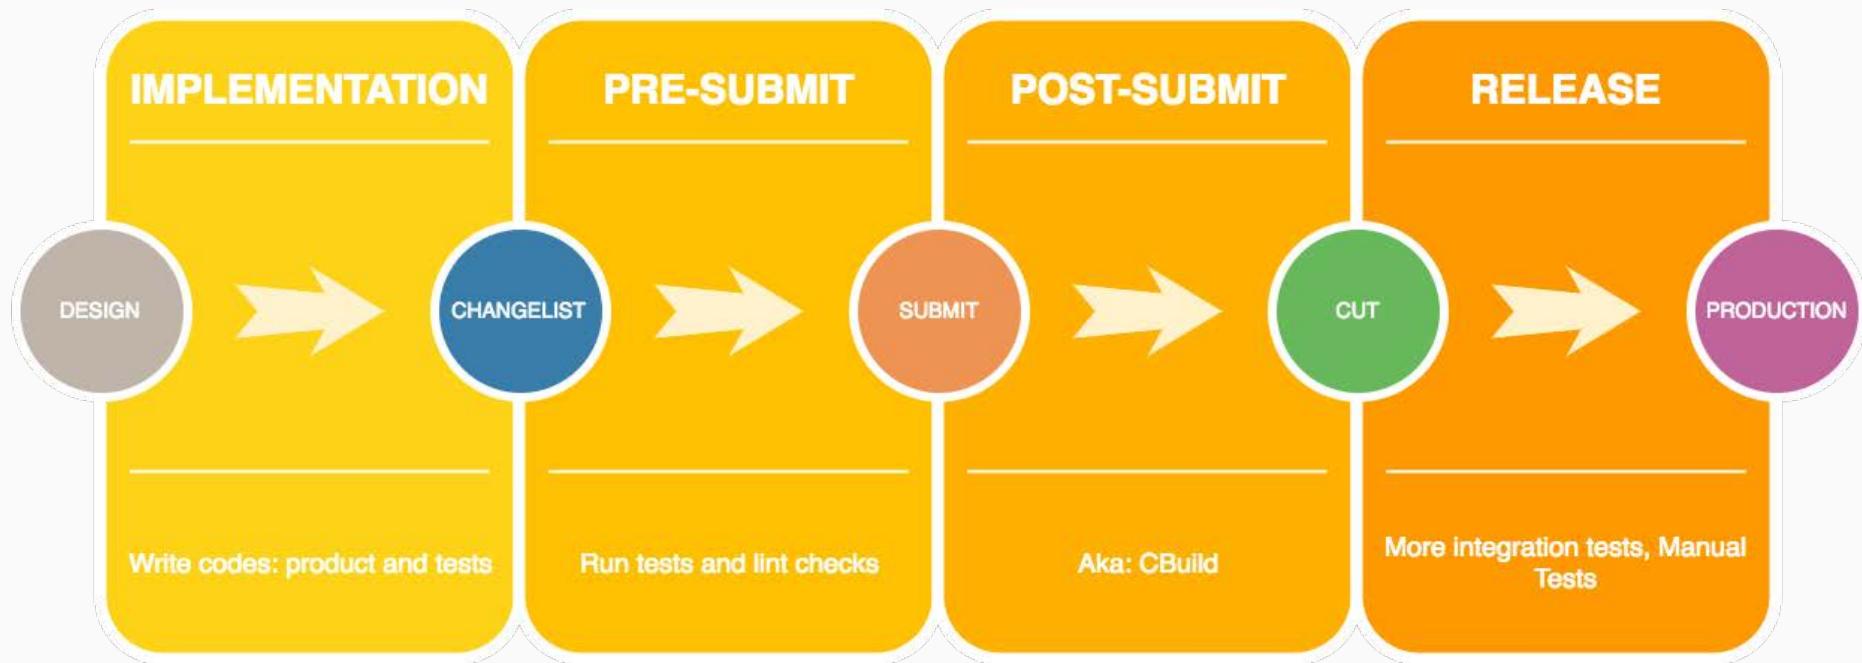 IMPLEMENTATION
PRE-SUBMIT
POST-SUBMIT
RELEASE
DESIGN
CHANGELIST
SUBMIT
CUT
PRODUCTION
Write codes: product and tests
Run tests and lint checks
Aka: CBuild
More integration tests, Manual
Tests